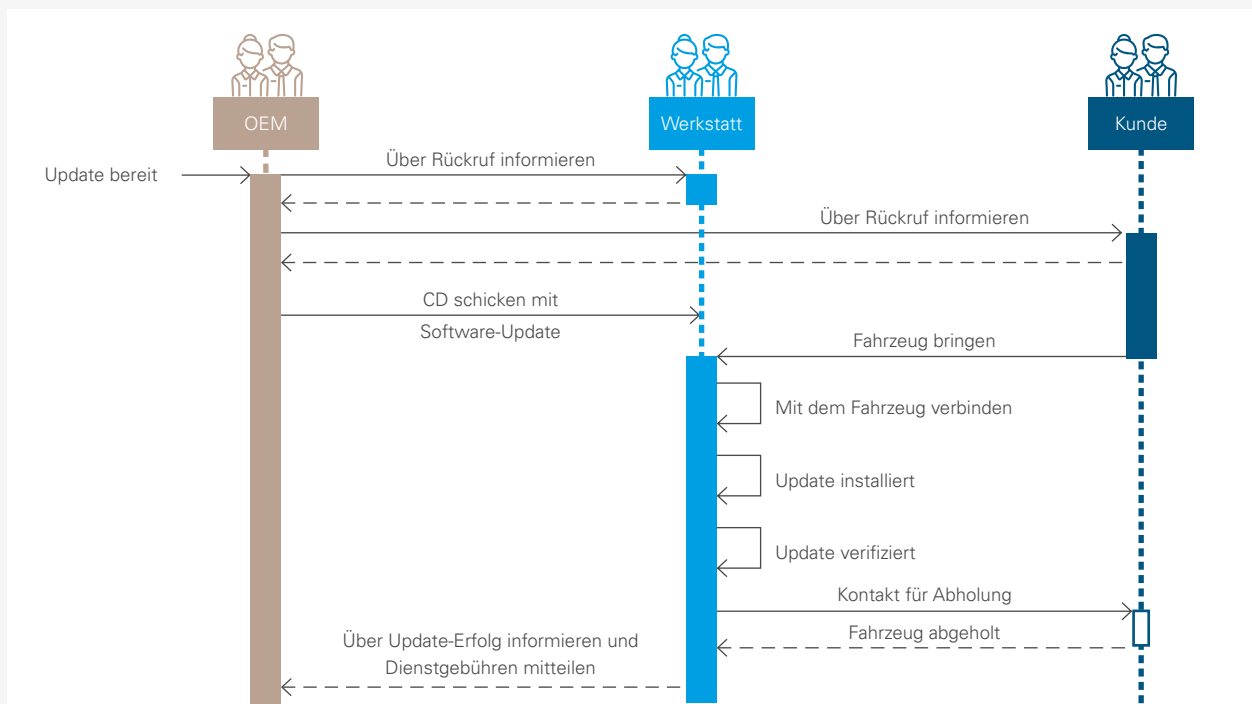 OEM
Werkstatt
Kunde
Update bereit
Über Rückruf informieren
Über Rückruf informieren
CD schicken mit
Software-Update
Fahrzeug bringen
Mit dem Fahrzeug verbinden
Update installiert
Update verifiziert
Kontakt für Abholung
Fahrzeug abgeholt
Über Update-Erfolg informieren und
Dienstgebühren mitteilen